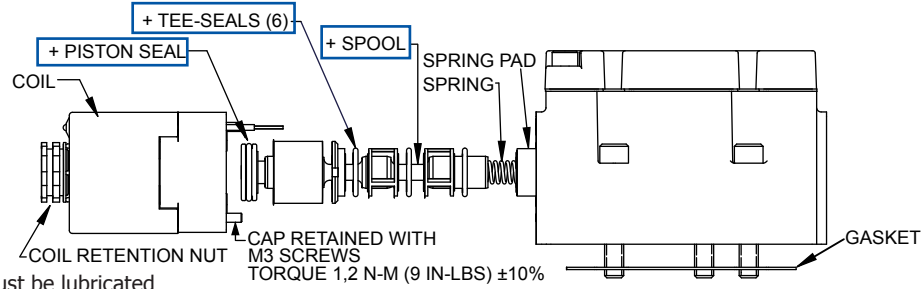 + TEE-SEALS (6)
+ PISTON SEAL
+ SPOOL
COIL
SPRING PAD
SPRING
COIL RETENTION NUT
CAP RETAINED WITH
M3 SCREWS
TORQUE 1,2 N-M (9 IN-LBS) ±10%
GASKET
be lubricated